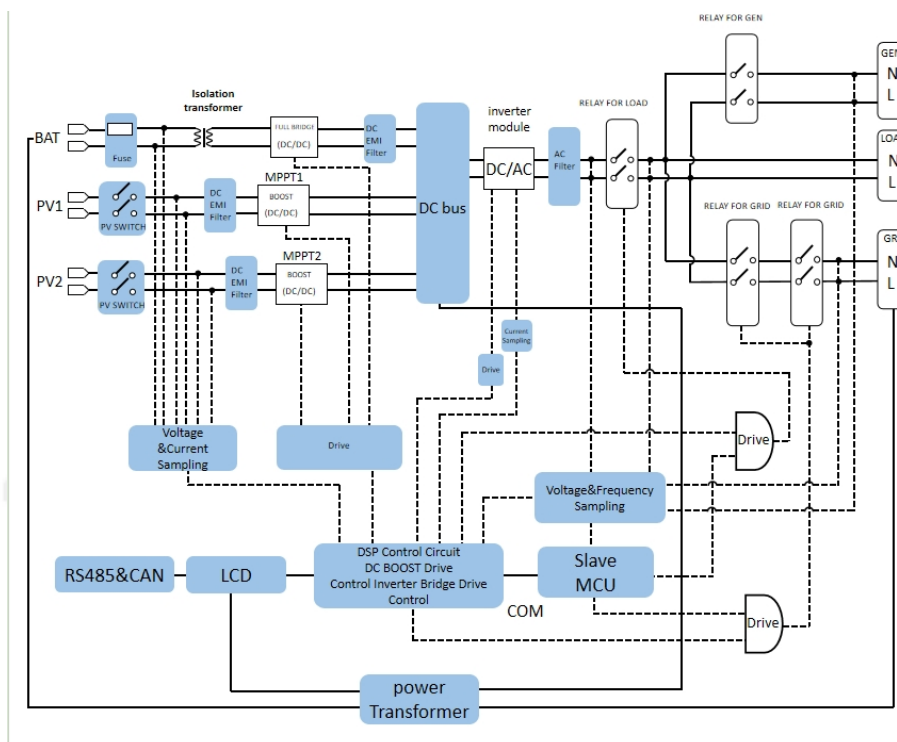 RELAY FOR GEN
GEN
N
L
Isolation
transformer
RELAY FOR LOAD
inverter
module
BAT
Fuse
FULL BRIDGE
(DC/DC)
DC
EMI
Filter
DC/AC
AC
Filter
LOA
N
L
MPPT1
PV1
PV SWITCH
DC
EMI
Filter
BOOST
(DC/DC)
DC bus
RELAY FOR GRID
RELAY FOR GRID
GR
N
L
MPPT2
PV2
PV SWITCH
DC
EMI
Filter
BOOST
(DC/DC)
Current
Sampling
Drive
Voltage
&Current
Sampling
Drive
Drive
Voltage&Frequency
Sampling
RS485&CAN
LCD
DSP Control Circuit
DC BOOST Drive
Control Inverter Bridge Drive
Control
Slave
MCU
COM
Drive
power
Transformer